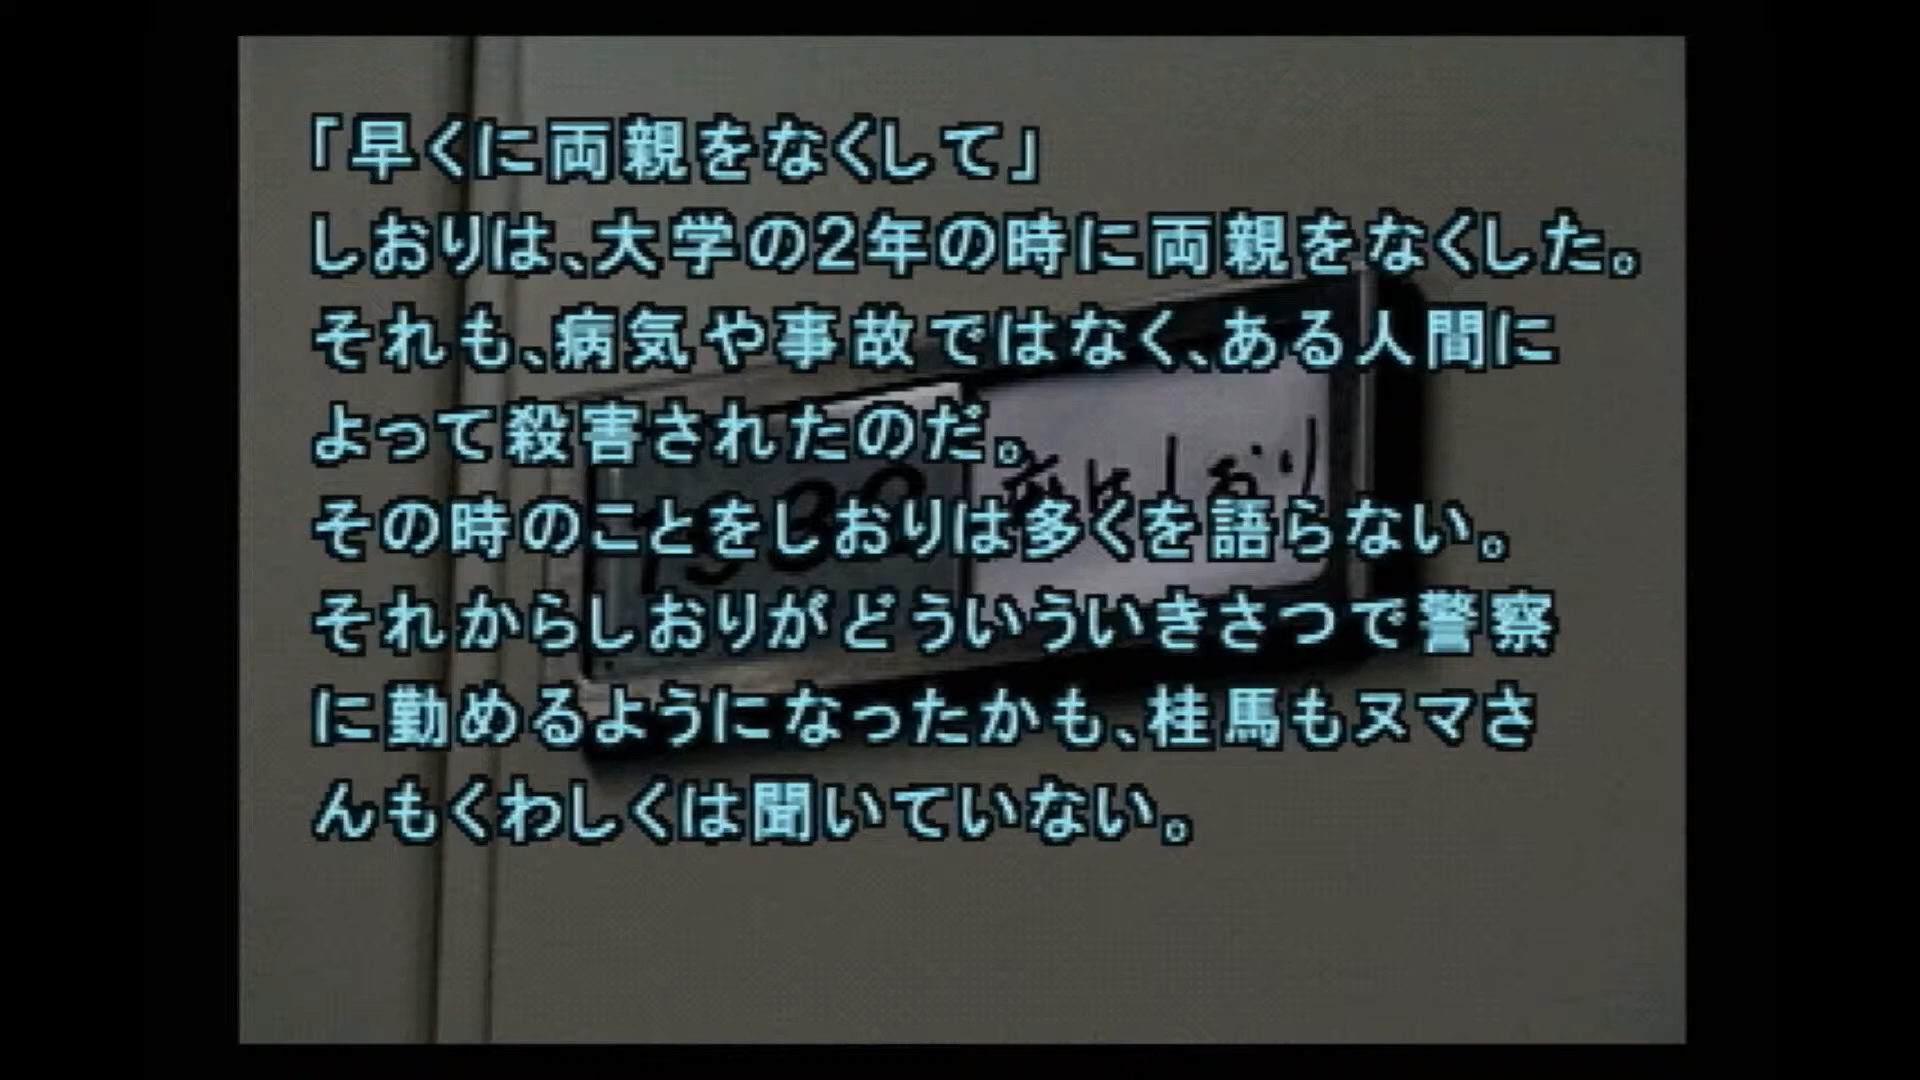 「早くに両親をなくして」
しおりは、大学の2年の時に両親をなくした。
それも、病気や事故ではなく、ある人間に
よって殺害されたのだ。
その時のことをしおりは多くを語らない。
それからしおりがどういういきさつで警察
に勤めるようになったかも、桂馬もヌマさ
んもくわしくは聞いていない。
しおり